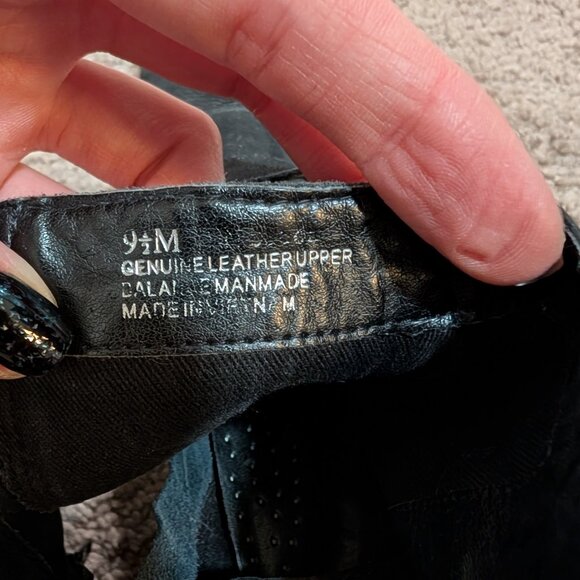 9½M
GENUINE LEATHER UPPER
BALANCE MANMADE
MADE IN VIETNAM